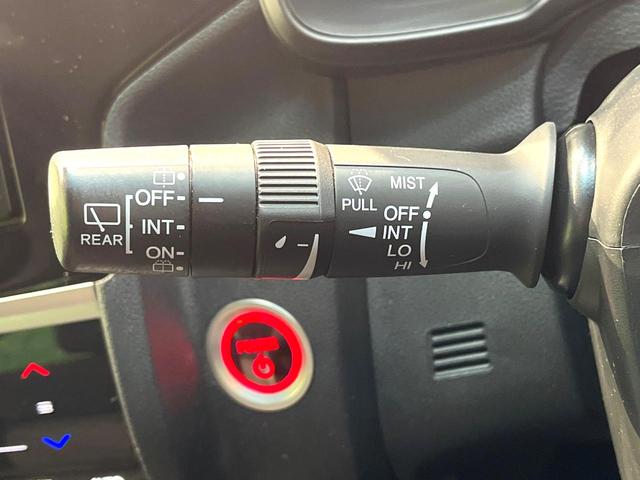 OFF
INT
ON
REAR
PULL
MIST
OFF
INT
LO
HI